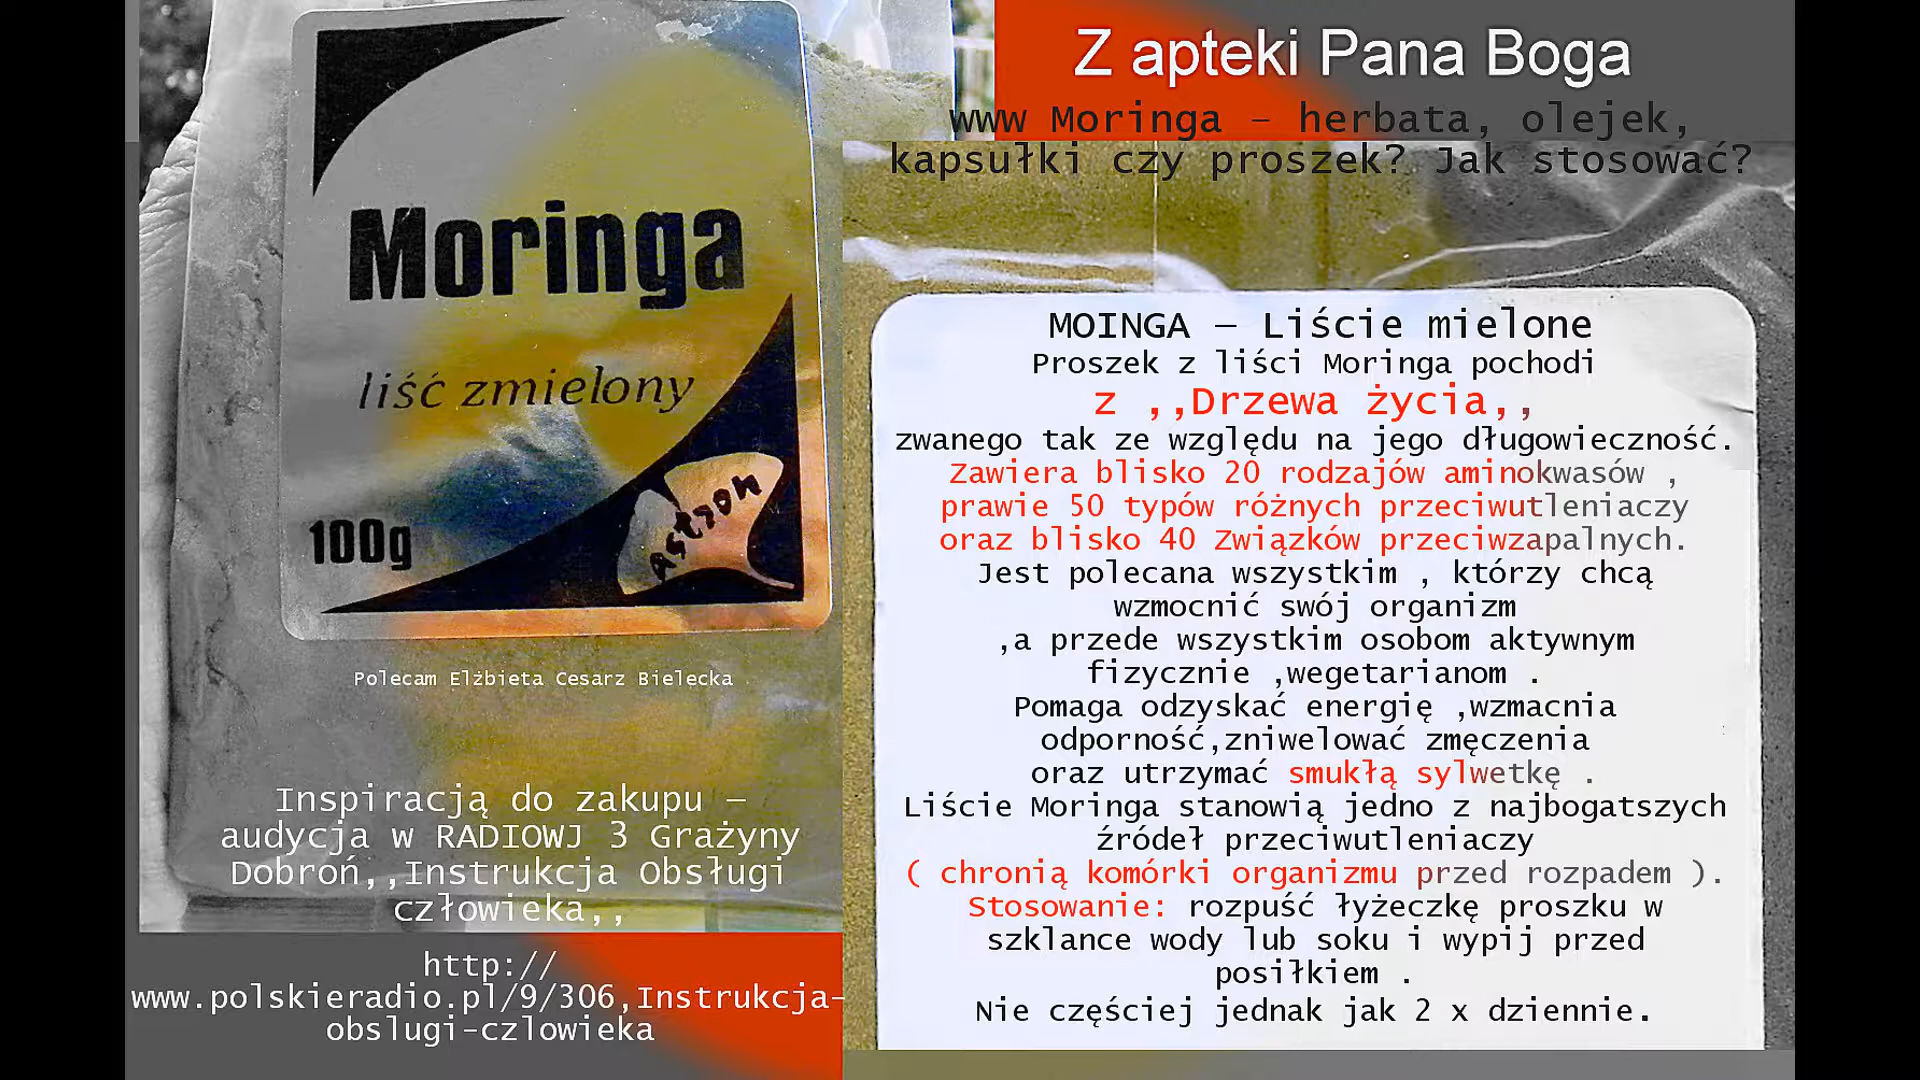 Z apteki Pana Boga
www Moringa – herbata, olejek,
kapsułki czy proszek? Jak stosować?
Moringa
liść zmielony
100g
Astron
Polecam Elżbieta Cesarz Bielecka
Inspiracją do zakupu –
audycja w RADIOWJ 3 Grażyny
Dobroń,,Instrukcja Obsługi
człowieka,,
http://
www.polskieradio.pl/9/306,Instrukcja-
obslugi-czlowieka
MOINGA – Liście mielone
Proszek z liści Moringa pochodi
z ,,Drzewa życia,,
zwanego tak ze względu na jego długowieczność.
Zawiera blisko 20 rodzajów aminokwasów ,
prawie 50 typów różnych przeciwutleniaczy
oraz blisko 40 Związków przeciwzapalnych.
Jest polecana wszystkim , którzy chcą
wzmocnić swój organizm
,a przede wszystkim osobom aktywnym
fizycznie ,wegetarianom .
Pomaga odzyskać energię ,wzmacnia
odporność,zniwelować zmęczenia
oraz utrzymać smukłą sylwetkę .
Liście Moringa stanowią jedno z najbogatszych
źródeł przeciwutleniaczy
( chronią komórki organizmu przed rozpadem ).
Stosowanie: rozpuść łyżeczkę proszku w
szklance wody lub soku i wypij przed
posiłkiem .
Nie częściej jednak jak 2 x dziennie.